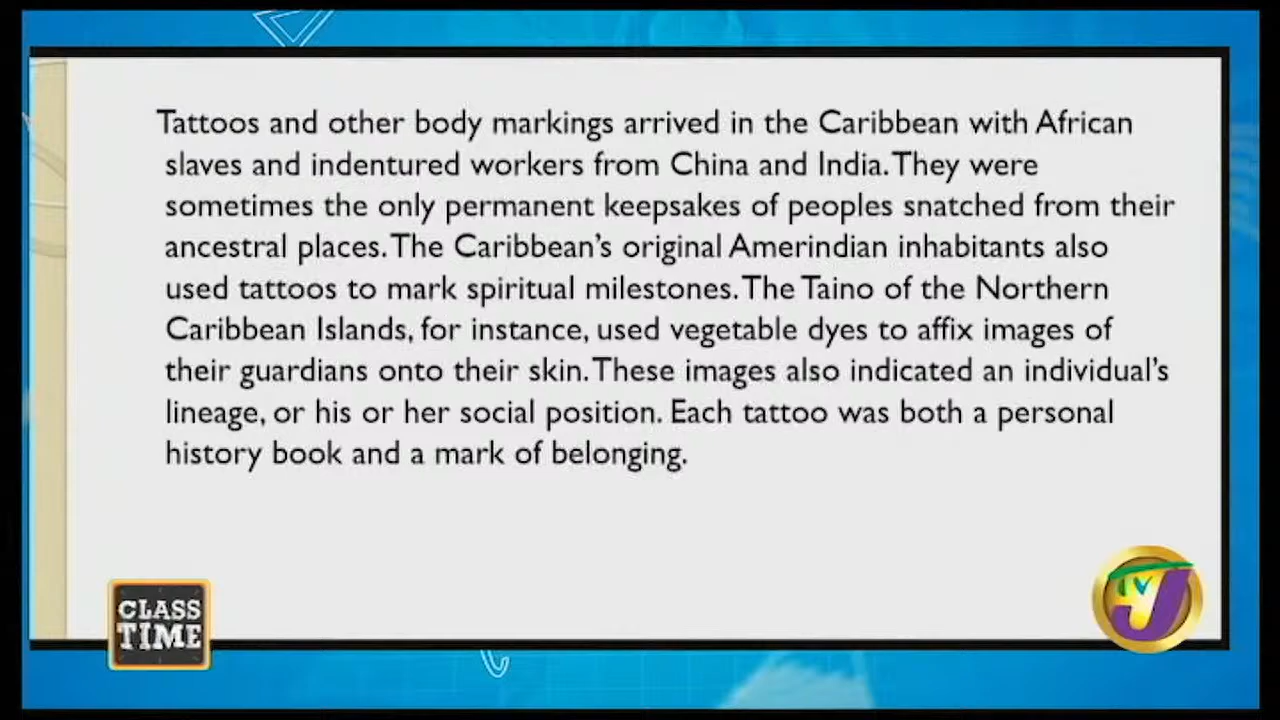 Tattoos and other body markings arrived in the Caribbean with African
slaves and indentured workers from China and India. They were
sometimes the only permanent keepsakes of peoples snatched from their
ancestral places. The Caribbean's original Amerindian inhabitants also
used tattoos to mark spiritual milestones. The Taino of the Northern
Caribbean Islands, for instance, used vegetable dyes to affix images of
their guardians onto their skin. These images also indicated an individual's
lineage, or his or her social position. Each tattoo was both a personal
history book and a mark of belonging.
CLASS
TIME
TVJ